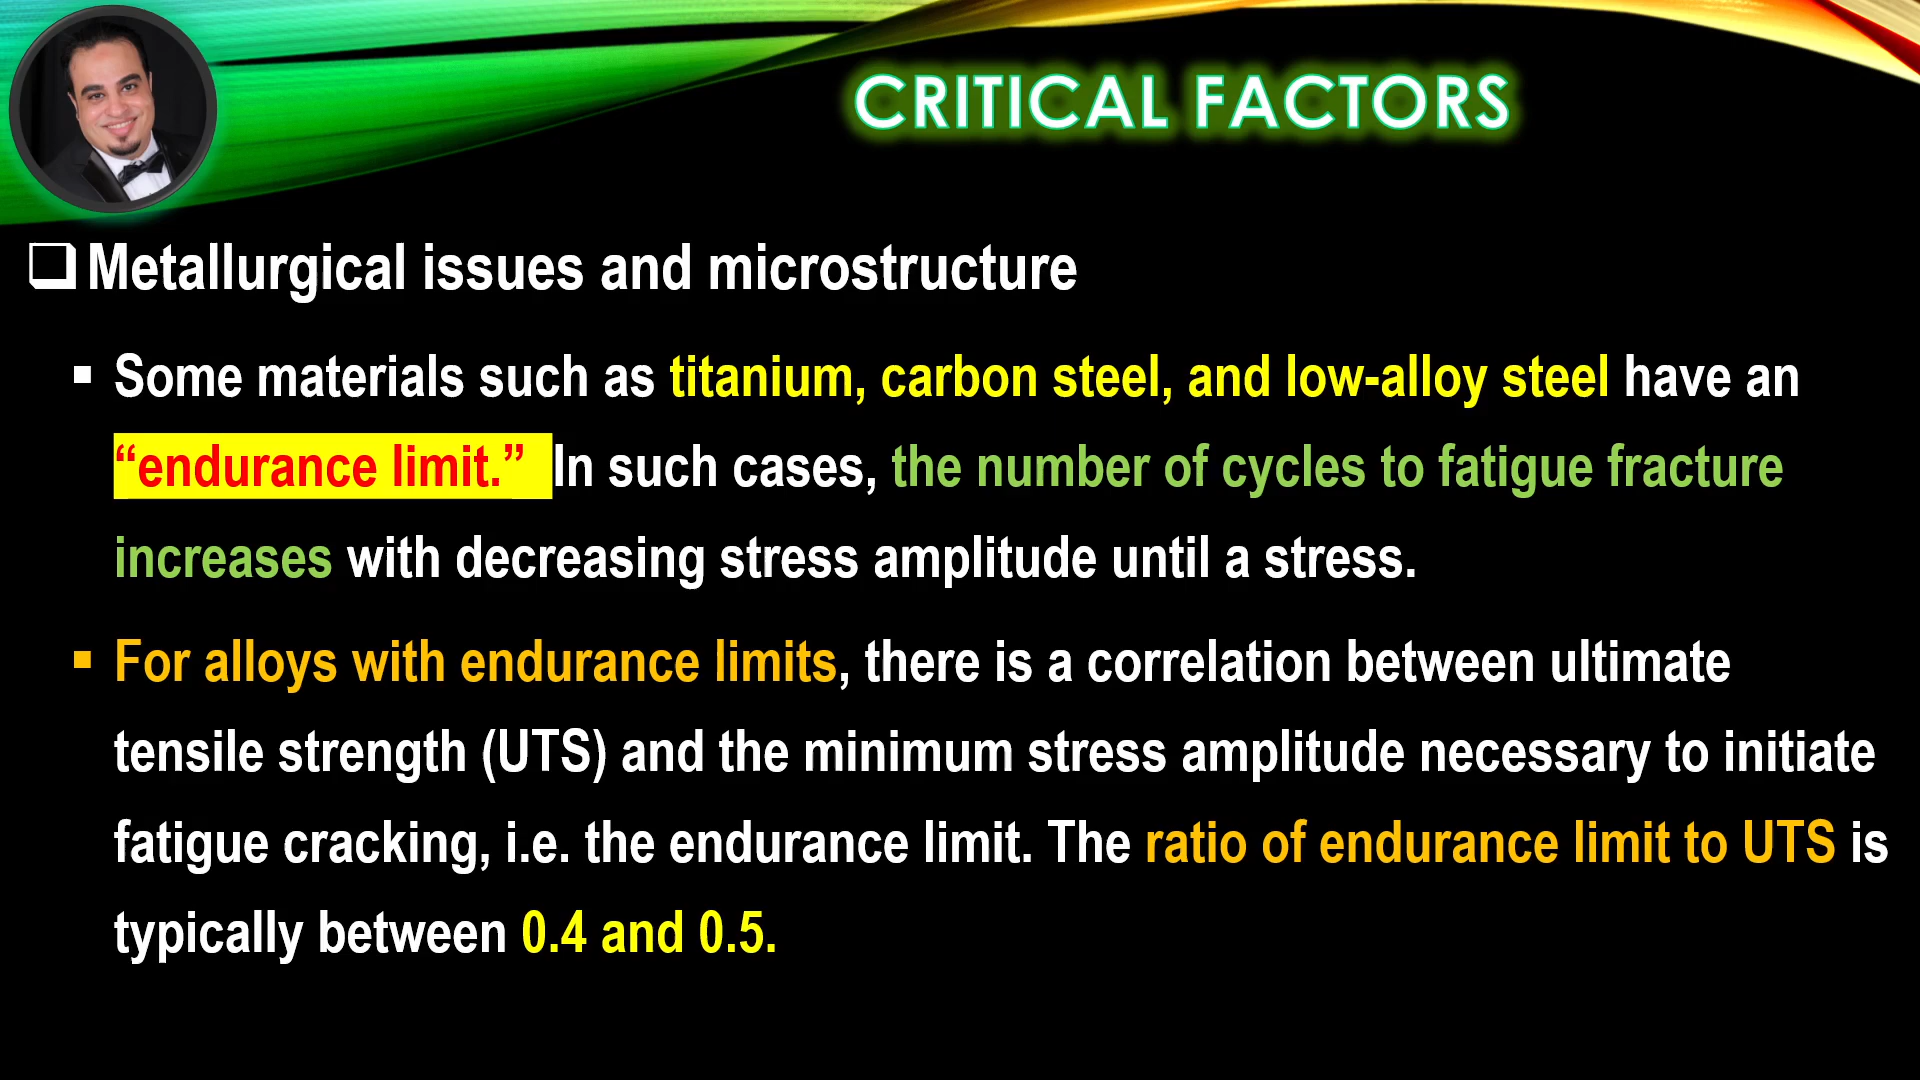 CRITICAL FACTORS
❑ Metallurgical issues and microstructure
▪ Some materials such as titanium, carbon steel, and low-alloy steel have an
“endurance limit.” In such cases, the number of cycles to fatigue fracture
increases with decreasing stress amplitude until a stress.
▪ For alloys with endurance limits, there is a correlation between ultimate
tensile strength (UTS) and the minimum stress amplitude necessary to initiate
fatigue cracking, i.e. the endurance limit. The ratio of endurance limit to UTS is
typically between 0.4 and 0.5.